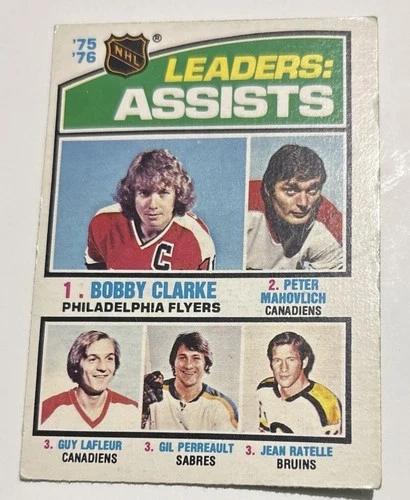 '75
'76
NHL
®
LEADERS:
ASSISTS
C
1. BOBBY CLARKE
PHILADELPHIA FLYERS
2. PETER
MAHOVLICH
CANADIENS
3. GUY LAFLEUR
CANADIENS
3. GIL PERREAULT
SABRES
3. JEAN RATELLE
BRUINS